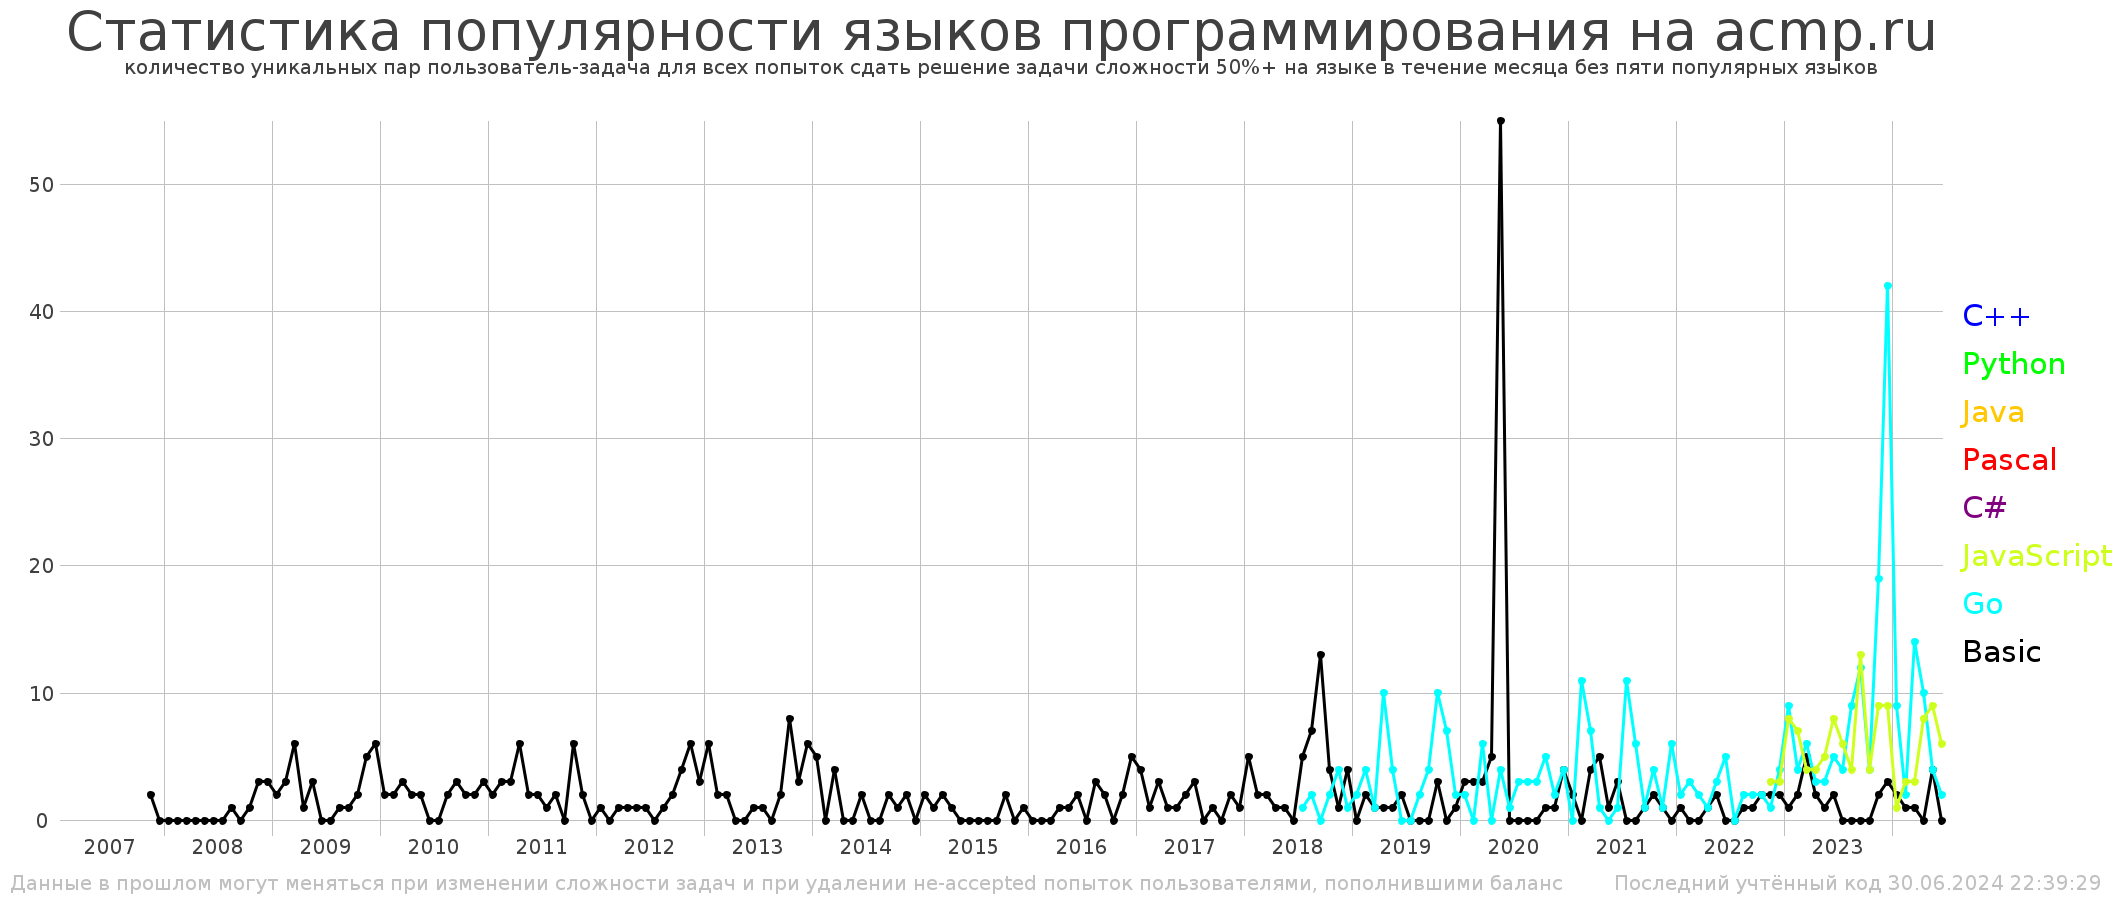 Статистика популярности языков программирования на acmp.ru
количество уникальных пар пользователь-задача для всех попыток сдать решение задачи сложности 50%+ на языке в течение месяца без пяти популярных языков
50
40
30
20
10
0
C++
Python
Java
Pascal
C#
JavaScript
Go
Basic
2007 2008 2009 2010 2011 2012 2013 2014 2015 2016 2017 2018 2019 2020 2021 2022 2023
Данные в прошлом могут меняться при изменении сложности задач и при удалении не-accepted попыток пользователями, пополнившими баланс
Последний учтённый код 30.06.2024 22:39:29